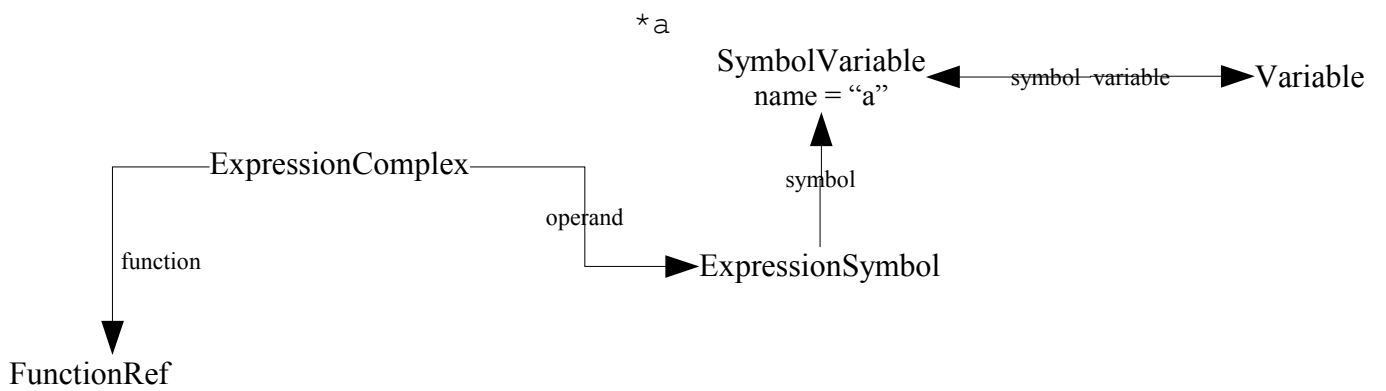 *a
SymbolVariable
name = “a”
symbol variable
Variable
ExpressionComplex
symbol
operand
function
ExpressionSymbol
FunctionRef